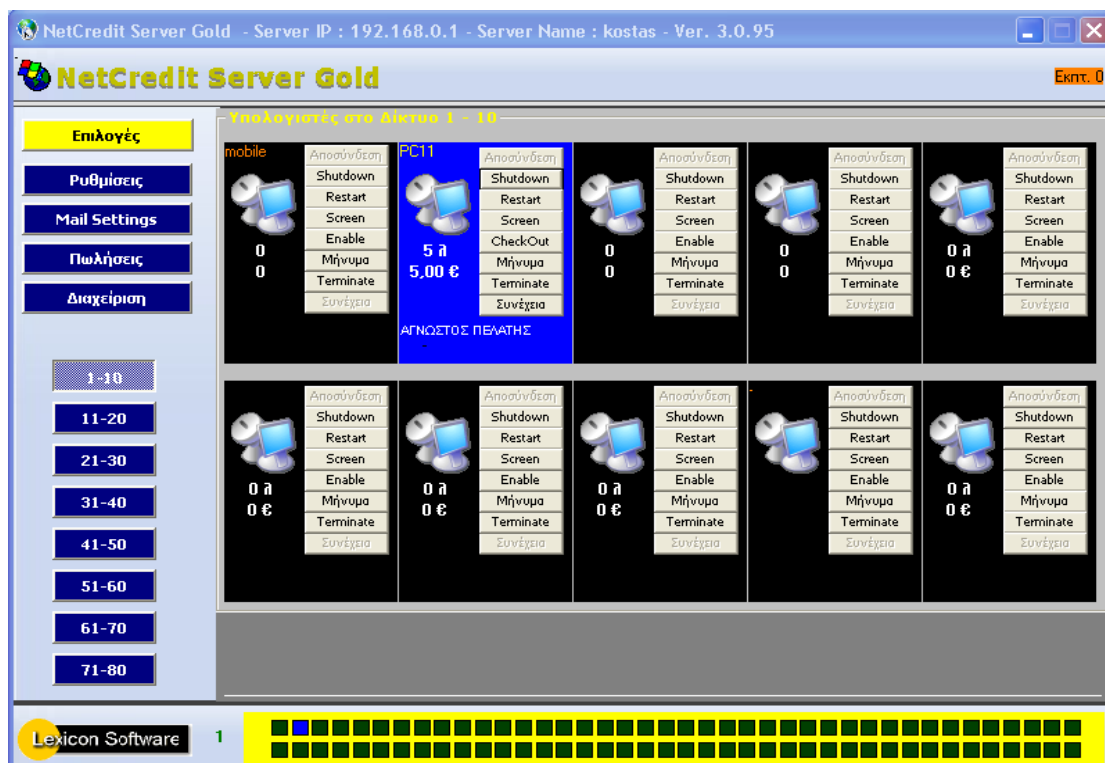 NetCredit Server Gold - Server IP : 192.168.0.1 - Server Name : kostas - Ver. 3.0.95
NetCredit Server Gold
Εκπτ. 0
Επιλογές
Ρυθμίσεις
Mail Settings
Πωλήσεις
Διαχείριση
1-10
11-20
21-30
31-40
41-50
51-60
61-70
71-80
Υπολογιστές στο Δίκτυο 1 - 10
mobile
Αποσύνδεση
Shutdown
Restart
Screen
Enable
Μήνυμα
Terminate
Συνέχεια
0
0
PC11
Αποσύνδεση
Shutdown
Restart
Screen
CheckOut
Μήνυμα
Terminate
Συνέχεια
5 λ
5,00 €
ΑΓΝΩΣΤΟΣ ΠΕΛΑΤΗΣ
-
Αποσύνδεση
Shutdown
Restart
Screen
Enable
Μήνυμα
Terminate
Συνέχεια
0
0
Αποσύνδεση
Shutdown
Restart
Screen
Enable
Μήνυμα
Terminate
Συνέχεια
0
0
Αποσύνδεση
Shutdown
Restart
Screen
Enable
Μήνυμα
Terminate
Συνέχεια
0 λ
0 €
Αποσύνδεση
Shutdown
Restart
Screen
Enable
Μήνυμα
Terminate
Συνέχεια
0 λ
0 €
Αποσύνδεση
Shutdown
Restart
Screen
Enable
Μήνυμα
Terminate
Συνέχεια
0 λ
0 €
Αποσύνδεση
Shutdown
Restart
Screen
Enable
Μήνυμα
Terminate
Συνέχεια
0 λ
0 €
-
Αποσύνδεση
Shutdown
Restart
Screen
Enable
Μήνυμα
Terminate
Συνέχεια
Αποσύνδεση
Shutdown
Restart
Screen
Enable
Μήνυμα
Terminate
Συνέχεια
0 λ
0 €
Lexicon Software
1